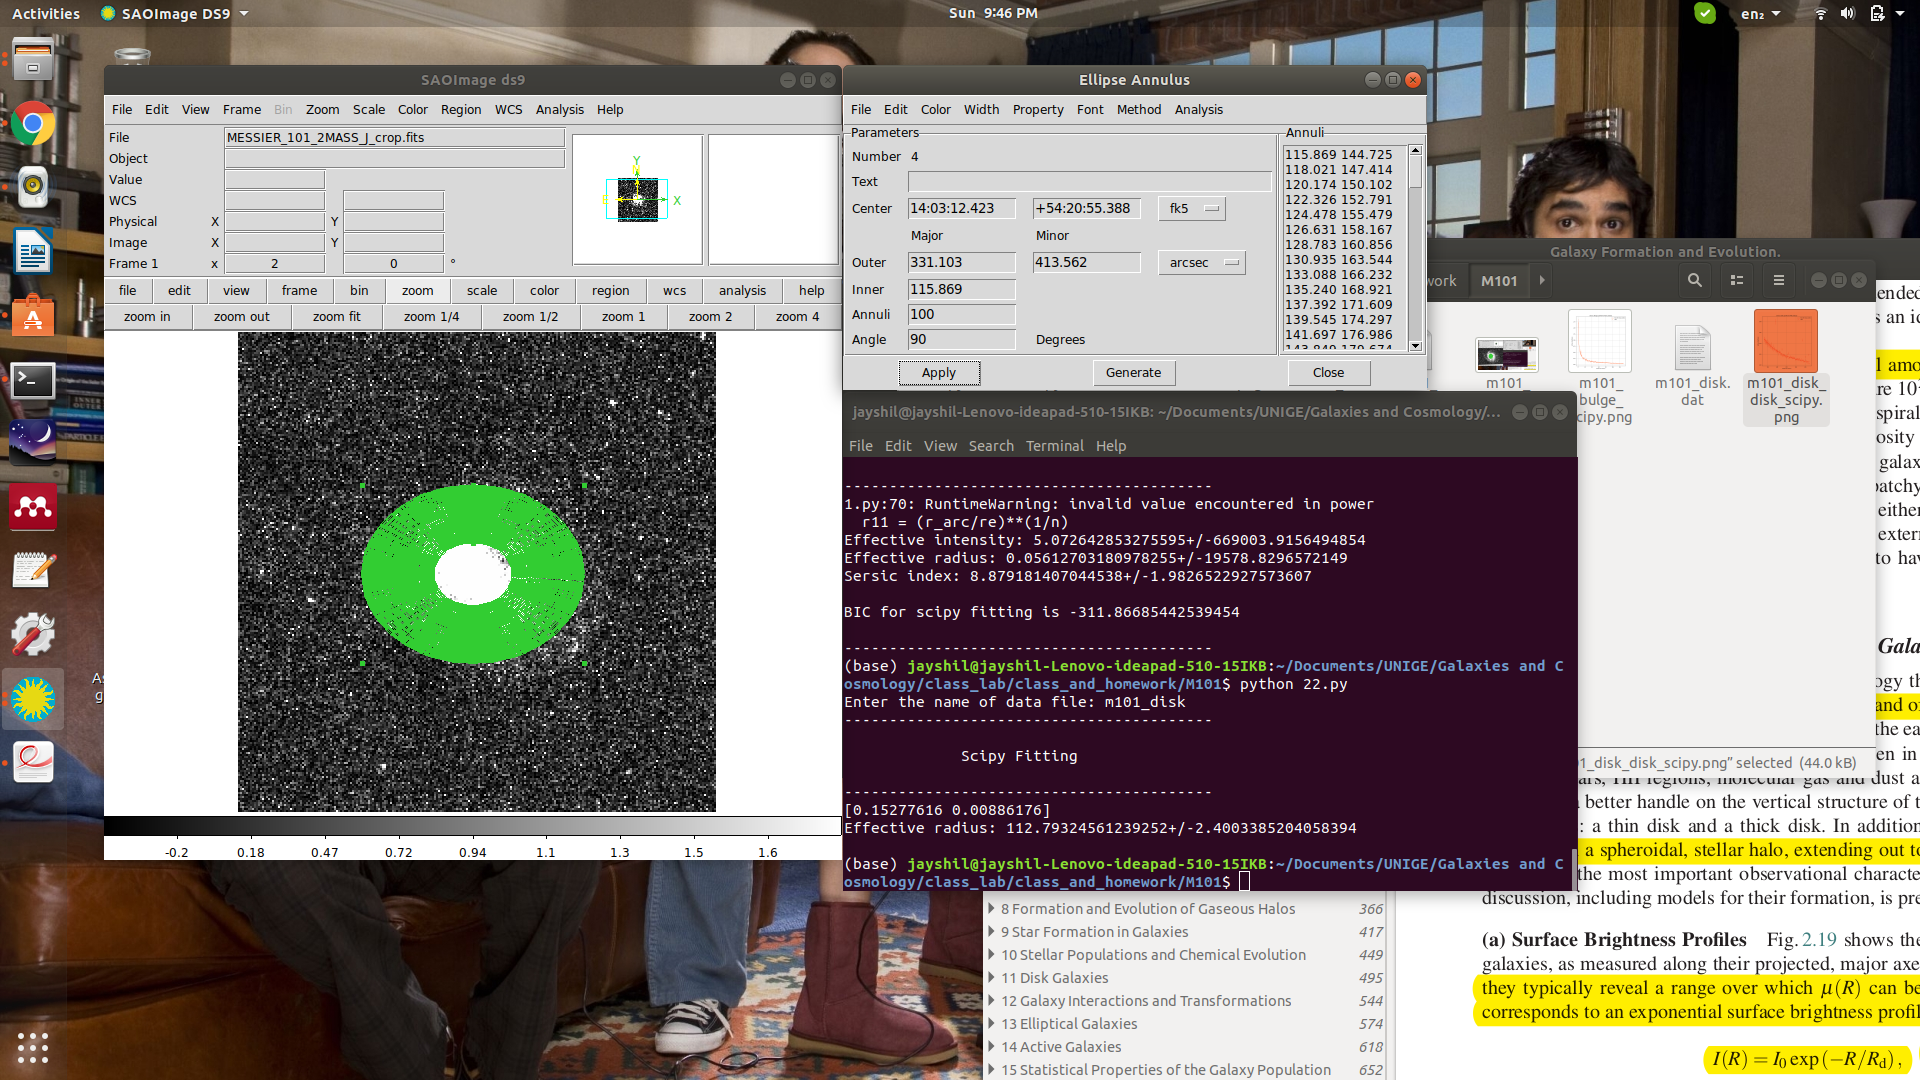 Activities
SAOImage DS9
Sun 9:46 PM
en₂
SAOImage ds9
File Edit View Frame Bin Zoom Scale Color Region WCS Analysis Help
File MESSIER_101_2MASS_J_crop.fits
Object
Value
WCS
Physical X Y
Image X Y
Frame 1 x 2 0 °
Y
X
file edit view frame bin zoom scale color region wcs analysis help
zoom in zoom out zoom fit zoom 1/4 zoom 1/2 zoom 1 zoom 2 zoom 4
-0.2 0.18 0.47 0.72 0.94 1.1 1.3 1.5 1.6
Ellipse Annulus
File Edit Color Width Property Font Method Analysis
Parameters
Number 4
Text
Center 14:03:12.423 +54:20:55.388 fk5
Major Minor
Outer 331.103 413.562 arcsec
Inner 115.869
Annuli 100
Angle 90 Degrees
Apply Generate Close
Annuli
115.869 144.725
118.021 147.414
120.174 150.102
122.326 152.791
124.478 155.479
126.631 158.167
128.783 160.856
130.935 163.544
133.088 166.232
135.240 168.921
137.392 171.609
139.545 174.297
141.697 176.986
143.849 179.674
jayshil@jayshil-Lenovo-ideapad-510-15IKB: ~/Documents/UNIGE/Galaxies and Cosmology/...
File Edit View Search Terminal Help
-----------------------------------------
1.py:70: RuntimeWarning: invalid value encountered in power
r11 = (r_arc/re)**(1/n)
Effective intensity: 5.072642853275595+/-669003.9156494854
Effective radius: 0.05612703180978255+/-19578.8296572149
Sersic index: 8.879181407044538+/-1.9826522927573607
BIC for scipy fitting is -311.86685442539454
-----------------------------------------
(base) jayshil@jayshil-Lenovo-ideapad-510-15IKB:~/Documents/UNIGE/Galaxies and C
osmology/class_lab/class_and_homework/M101$ python 22.py
Enter the name of data file: m101_disk
-----------------------------------------
Scipy Fitting
-----------------------------------------
[0.15277616 0.00886176]
Effective radius: 112.79324561239252+/-2.4003385204058394
(base) jayshil@jayshil-Lenovo-ideapad-510-15IKB:~/Documents/UNIGE/Galaxies and C
osmology/class_lab/class_and_homework/M101$
Galaxy Formation and Evolution.
work M101
m101_
m101_
bulge_
cipy.png
m101_disk.
dat
m101_disk_
disk_scipy.
png
01_disk_disk_scipy.png" selected (44.0 kB)
8 Formation and Evolution of Gaseous Halos 366
9 Star Formation in Galaxies 417
10 Stellar Populations and Chemical Evolution 449
11 Disk Galaxies 495
12 Galaxy Interactions and Transformations 544
13 Elliptical Galaxies 574
14 Active Galaxies 618
15 Statistical Properties of the Galaxy Population 652
ended
s an
re 10
spiral
osity
galax
patchy
either
exter
to hav
Gala
ogy th
and o
the ea
en in
ars, HII regions, molecular gas and dust a
better handle on the vertical structure of t
: a thin disk and a thick disk. In addition
a spheroidal, stellar halo, extending out to
the most important observational characte
discussion, including models for their formation, is pre
(a) Surface Brightness Profiles Fig. 2.19 shows the
galaxies, as measured along their projected, major axe
they typically reveal a range over which μ(R) can be
corresponds to an exponential surface brightness profil
I(R) = I₀ exp(−R/R_d),